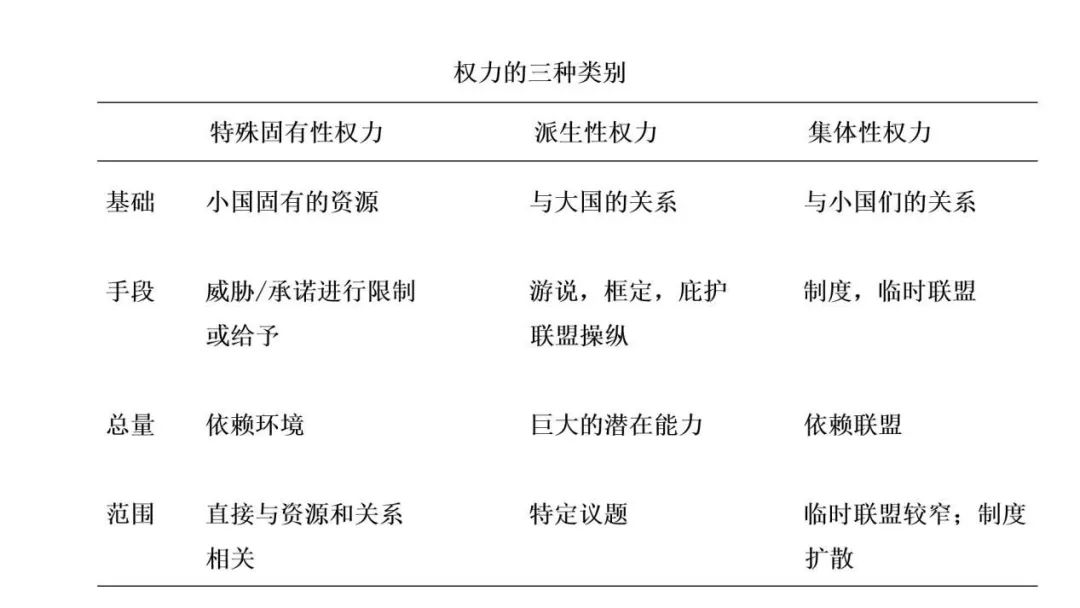 权力的三种类别
特殊固有性权力 派生性权力 集体性权力
基础 小国固有的资源 与大国的关系 与小国们的关系
手段 威胁/承诺进行限制 游说，框定，庇护 制度，临时联盟
或给予 联盟操纵
总量 依赖环境 巨大的潜在能力 依赖联盟
范围 直接与资源和关系 特定议题 临时联盟较窄；制度
相关 扩散